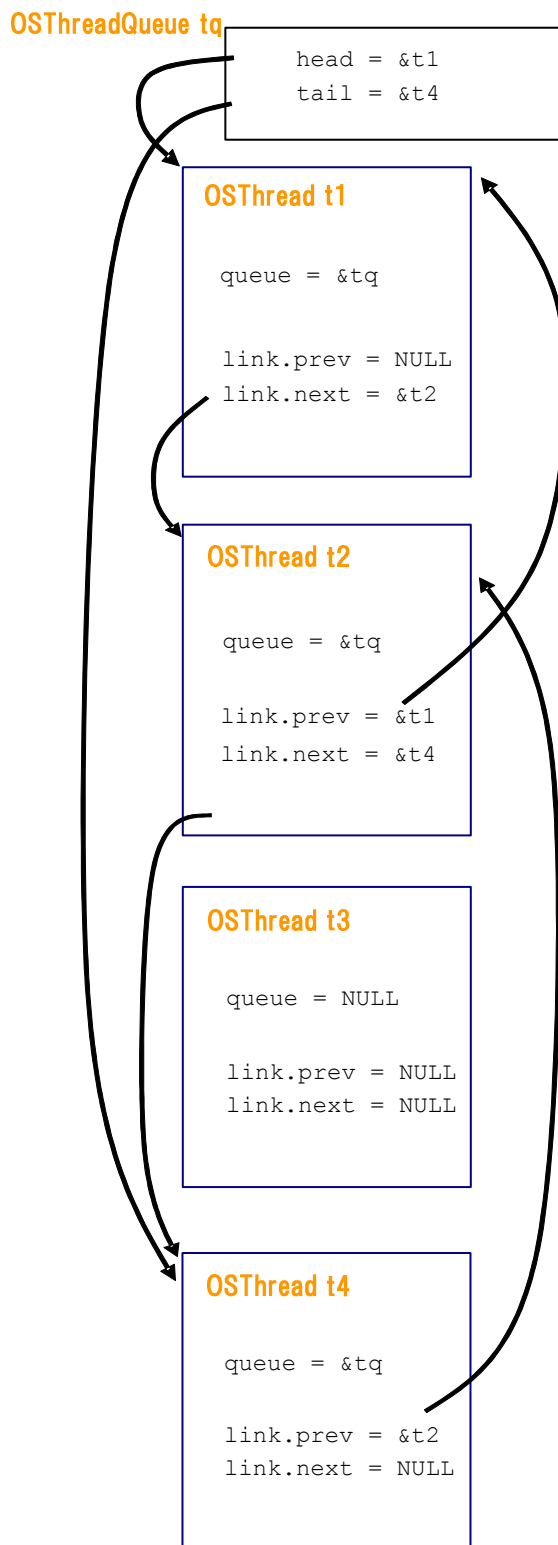 OSThreadQueue tq
head = &t1
tail = &t4
OSThread t1
queue = &tq
link.prev = NULL
link.next = &t2
OSThread t2
queue = &tq
link.prev = &t1
link.next = &t4
OSThread t3
queue = NULL
link.prev = NULL
link.next = NULL
OSThread t4
queue = &tq
link.prev = &t2
link.next = NULL